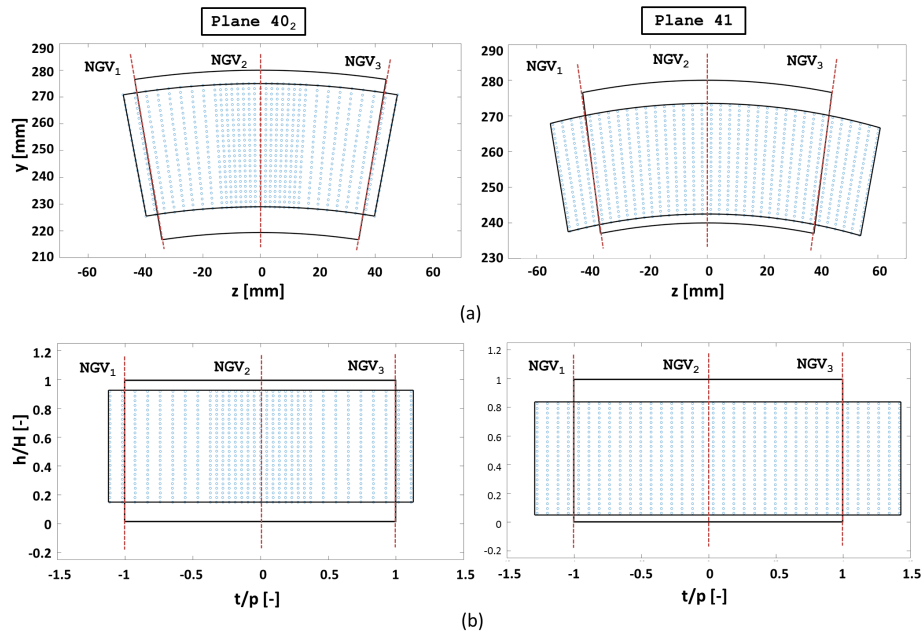 Plane 40₂
Plane 41
290
280
270
260
250
240
230
220
210
y [mm]
NGV₁
NGV₂
NGV₃
-60
-40
-20
0
20
40
60
z [mm]
290
280
270
260
250
240
230
NGV₁
NGV₂
NGV₃
-60
-40
-20
0
20
40
60
z [mm]
(a)
1.2
1
0.8
0.6
0.4
0.2
0
-0.2
h/H [-]
NGV₁
NGV₂
NGV₃
-1.5
-1
-0.5
0
0.5
1
1.5
t/p [-]
1.2
1
0.8
0.6
0.4
0.2
0
-0.2
NGV₁
NGV₂
NGV₃
-1.5
-1
-0.5
0
0.5
1
1.5
t/p [-]
(b)